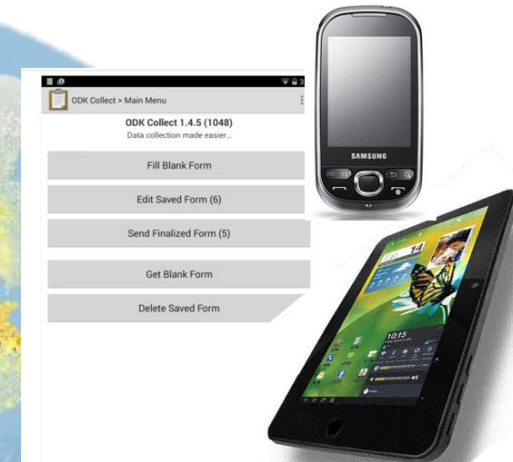 ODK Collect > Main Menu
ODK Collect 1.4.5 (1048)
Data collection made easier...
Fill Blank Form
Edit Saved Form (6)
Send Finalized Form (5)
Get Blank Form
Delete Saved Form
SAMSUNG
14
10:15